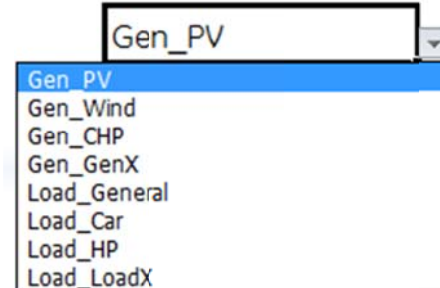 Gen_PV
Gen_PV
Gen_Wind
Gen_CHP
Gen_GenX
Load_General
Load_Car
Load_HP
Load_LoadX